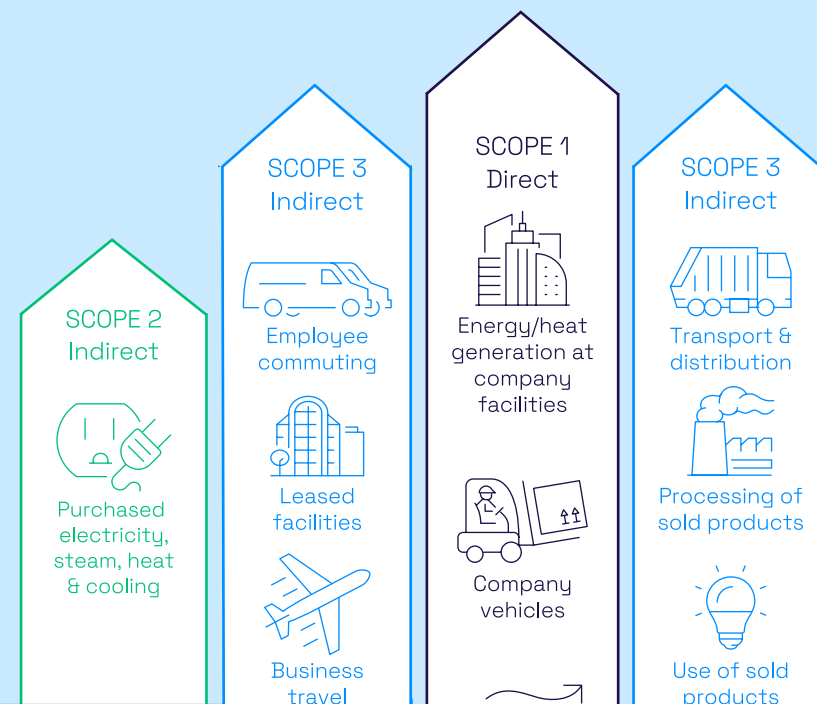 SCOPE 2
Indirect
Purchased
electricity,
steam, heat
& cooling
SCOPE 3
Indirect
Employee
commuting
Leased
facilities
Business
travel
SCOPE 1
Direct
Energy/heat
generation at
company
facilities
Company
vehicles
SCOPE 3
Indirect
Transport &
distribution
Processing of
sold products
Use of sold
products